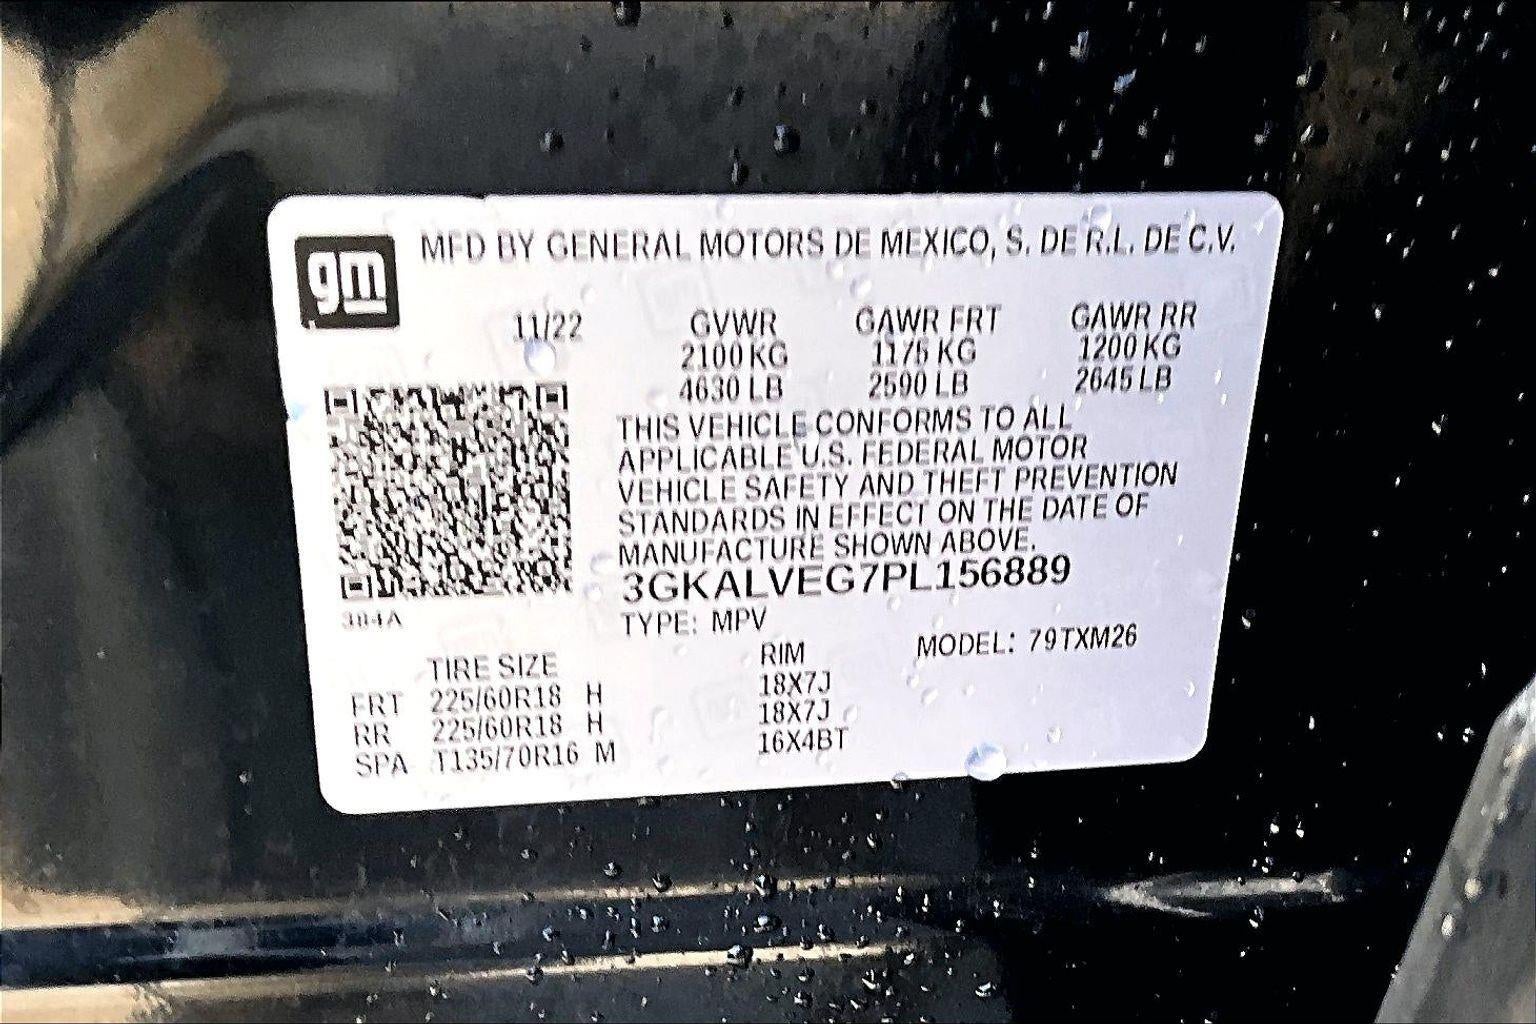 gm
MFD BY GENERAL MOTORS DE MEXICO, S. DE R.L. DE C.V.
11/22 GVWR GAWR FRT GAWR RR
2100 KG 1175 KG 1200 KG
4630 LB 2590 LB 2645 LB
THIS VEHICLE CONFORMS TO ALL
APPLICABLE U.S. FEDERAL MOTOR
VEHICLE SAFETY AND THEFT PREVENTION
STANDARDS IN EFFECT ON THE DATE OF
MANUFACTURE SHOWN ABOVE.
3GKALVEG7PL156889
384A
TYPE: MPV MODEL: 79TXM26
TIRE SIZE RIM
FRT 225/60R18 H 18X7J
RR 225/60R18 H 18X7J
SPA T135/70R16 M 16X4BT